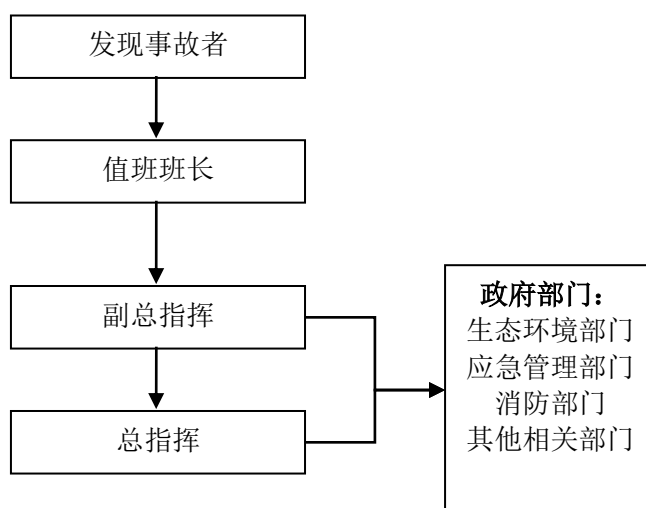 发现事故者
值班班长
副总指挥
总指挥
政府部门：
生态环境部门
应急管理部门
消防部门
其他相关部门